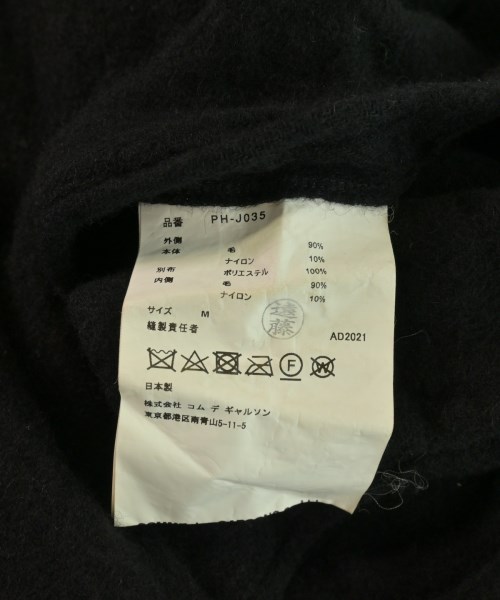 品番 PH-J035
外側
本体 毛 90%
ナイロン 10%
別布 ポリエステル 100%
内側 毛 90%
ナイロン 10%
サイズ M
縫製責任者 遠藤
AD2021
F W
日本製
株式会社 コム デ ギャルソン
東京都港区南青山5-11-5